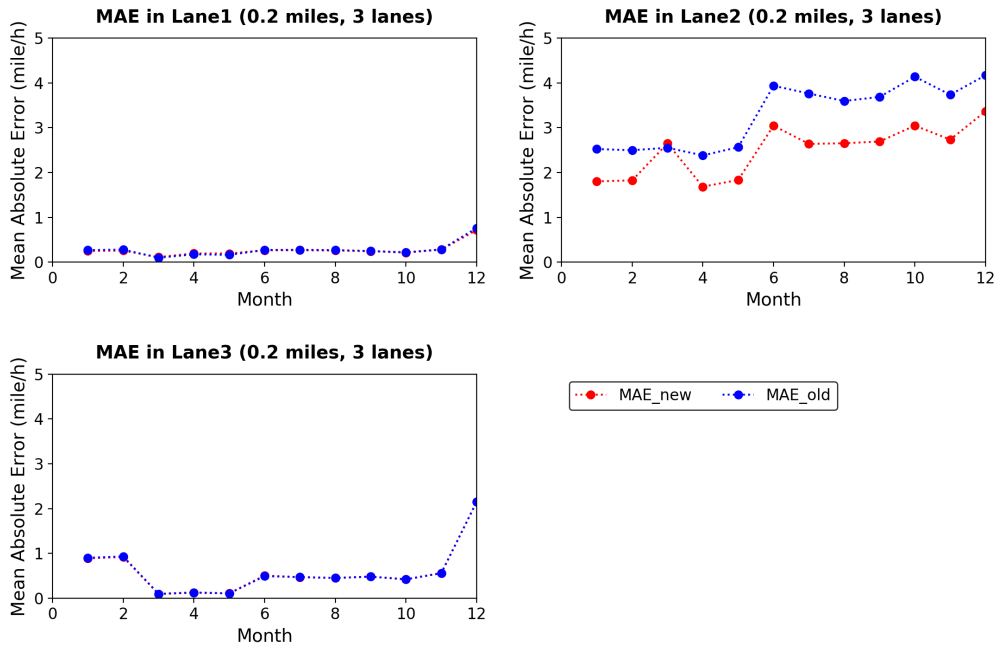 MAE in Lane1 (0.2 miles, 3 lanes)
Mean Absolute Error (mile/h)
5
4
3
2
1
0
0 2 4 6 8 10 12
Month
MAE in Lane2 (0.2 miles, 3 lanes)
Mean Absolute Error (mile/h)
5
4
3
2
1
0
0 2 4 6 8 10 12
Month
MAE in Lane3 (0.2 miles, 3 lanes)
Mean Absolute Error (mile/h)
5
4
3
2
1
0
0 2 4 6 8 10 12
Month
MAE_new MAE_old